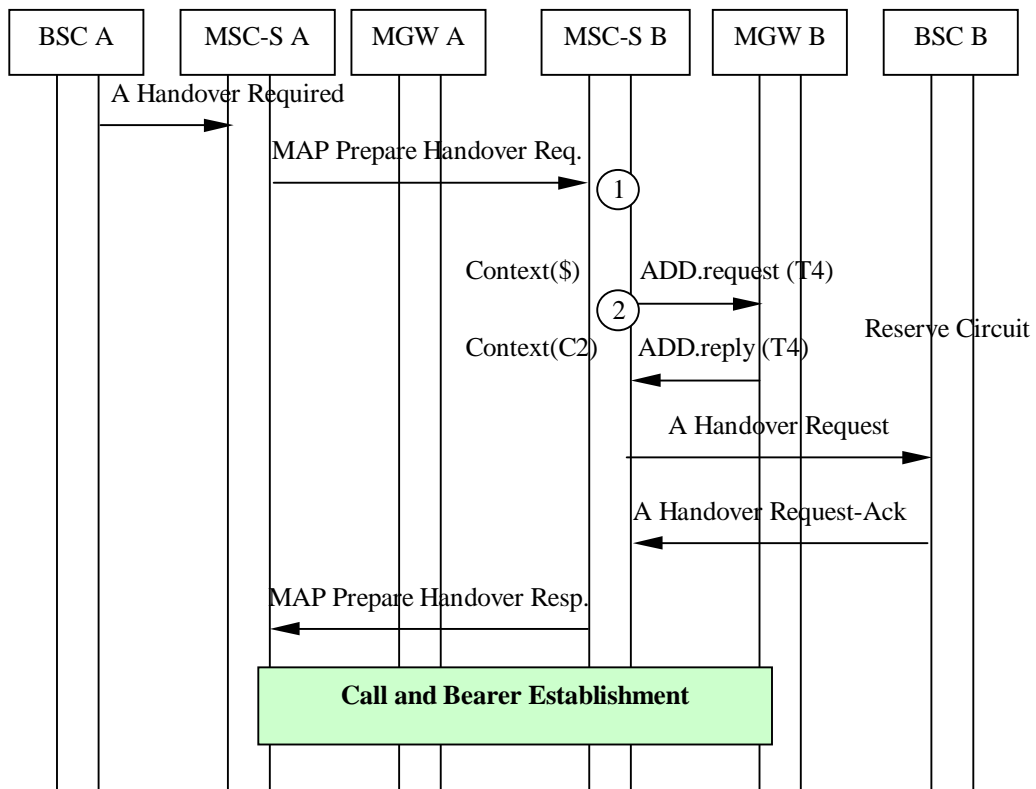 BSC A
MSC-S A
MGW A
MSC-S B
MGW B
BSC B
A Handover Required
MAP Prepare Handover Req.
1
Context($)
ADD.request (T4)
2
Reserve Circuit
Context(C2)
ADD.reply (T4)
A Handover Request
A Handover Request-Ack
MAP Prepare Handover Resp.
Call and Bearer Establishment